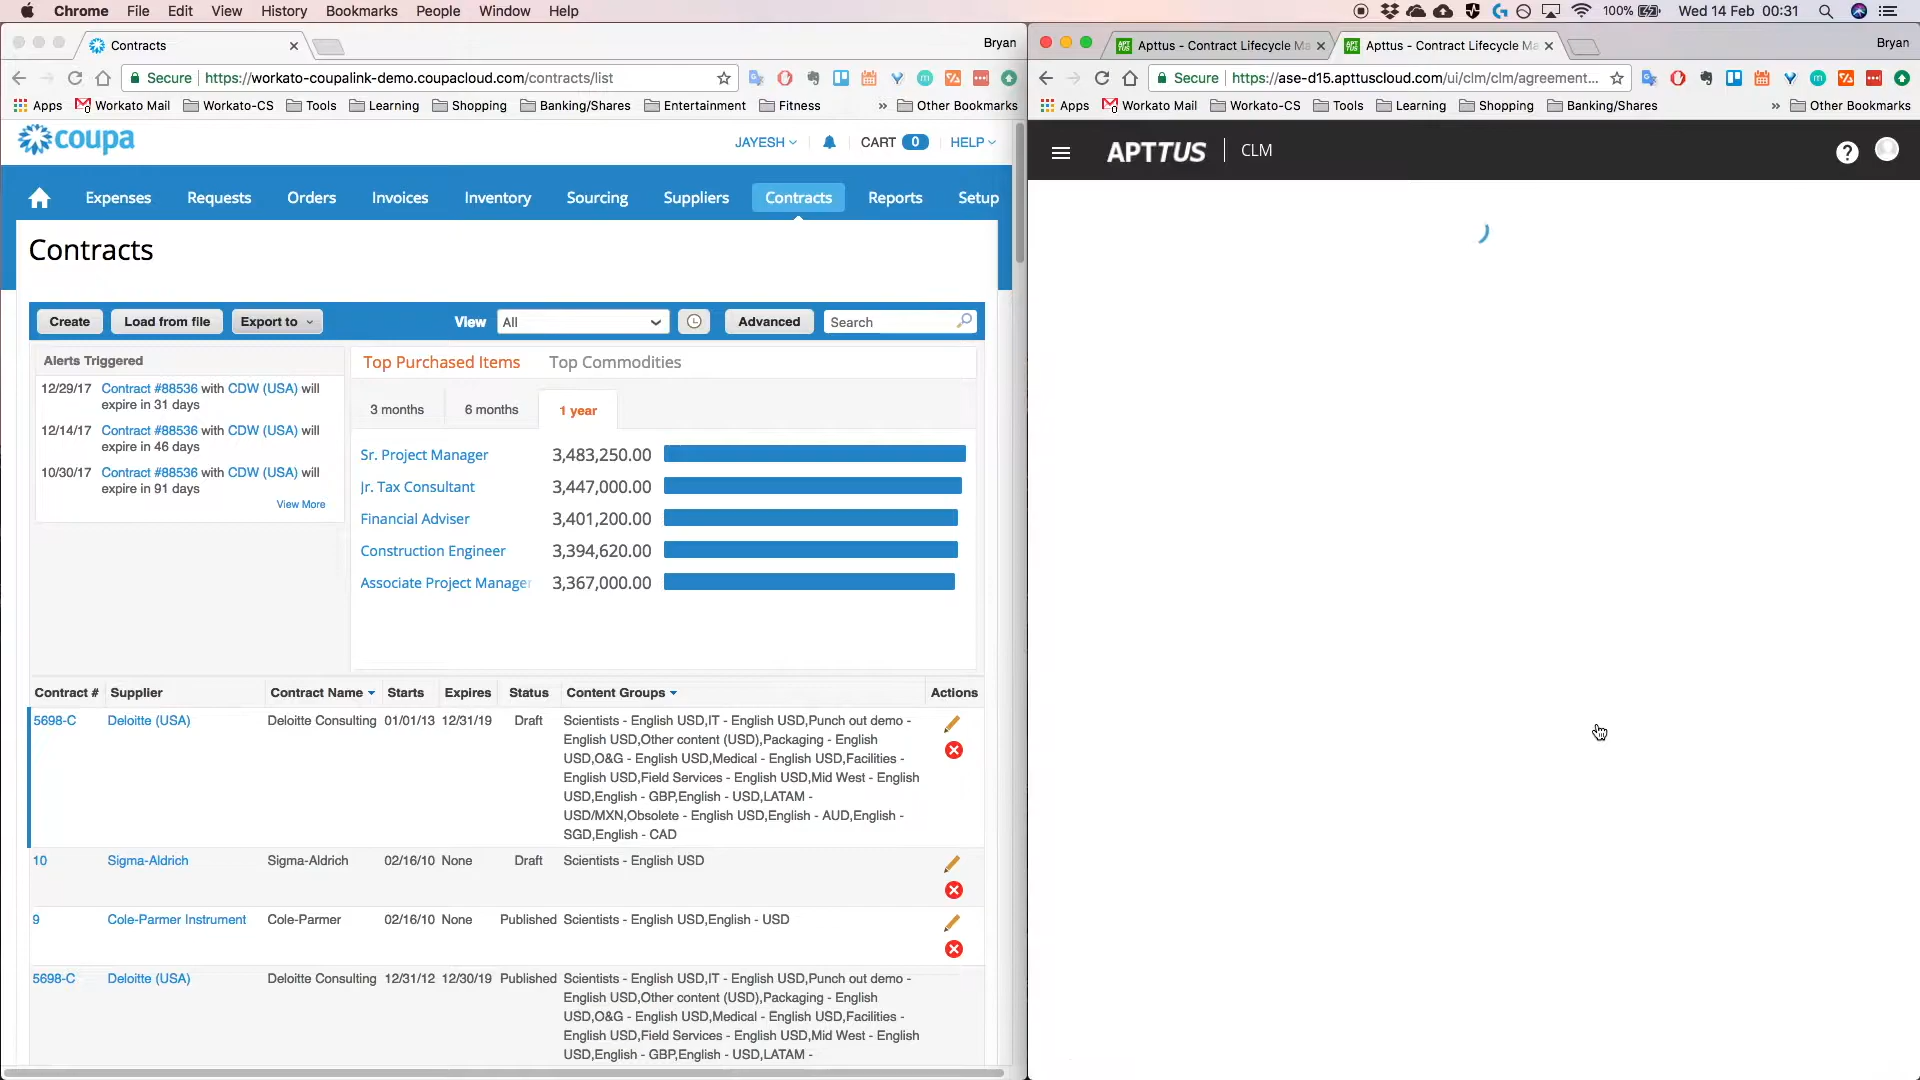 Chrome File Edit View History Bookmarks People Window Help
100% Wed 14 Feb 00:31
Contracts
Bryan
Secure https://workato-coupalink-demo.coupacloud.com/contracts/list
Apps Workato Mail Workato-CS Tools Learning Shopping Banking/Shares Entertainment Fitness » Other Bookmarks
coupa
JAYESH CART 0 HELP
Expenses Requests Orders Invoices Inventory Sourcing Suppliers Contracts Reports Setup
Contracts
Create Load from file Export to View All Advanced Search
Alerts Triggered
12/29/17 Contract #88536 with CDW (USA) will
expire in 31 days
12/14/17 Contract #88536 with CDW (USA) will
expire in 46 days
10/30/17 Contract #88536 with CDW (USA) will
expire in 91 days
View More
Top Purchased Items Top Commodities
3 months 6 months 1 year
Sr. Project Manager 3,483,250.00
Jr. Tax Consultant 3,447,000.00
Financial Adviser 3,401,200.00
Construction Engineer 3,394,620.00
Associate Project Manager 3,367,000.00
Contract # Supplier Contract Name Starts Expires Status Content Groups Actions
5698-C Deloitte (USA) Deloitte Consulting 01/01/13 12/31/19 Draft Scientists - English USD,IT - English USD,Punch out demo -
English USD,Other content (USD),Packaging - English
USD,O&G - English USD,Medical - English USD,Facilities -
English USD,Field Services - English USD,Mid West - English
USD,English - GBP,English - USD,LATAM -
USD/MXN,Obsolete - English USD,English - AUD,English -
SGD,English - CAD
10 Sigma-Aldrich Sigma-Aldrich 02/16/10 None Draft Scientists - English USD
9 Cole-Parmer Instrument Cole-Parmer 02/16/10 None Published Scientists - English USD,English - USD
5698-C Deloitte (USA) Deloitte Consulting 12/31/12 12/30/19 Published Scientists - English USD,IT - English USD,Punch out demo -
English USD,Other content (USD),Packaging - English
USD,O&G - English USD,Medical - English USD,Facilities -
English USD,Field Services - English USD,Mid West - English
USD,English - GBP,English - USD,LATAM -
Apttus - Contract Lifecycle Ma Apttus - Contract Lifecycle Ma Bryan
Secure https://ase-d15.apttuscloud.com/ui/clm/clm/agreement...
Apps Workato Mail Workato-CS Tools Learning Shopping Banking/Shares » Other Bookmarks
APTTUS CLM